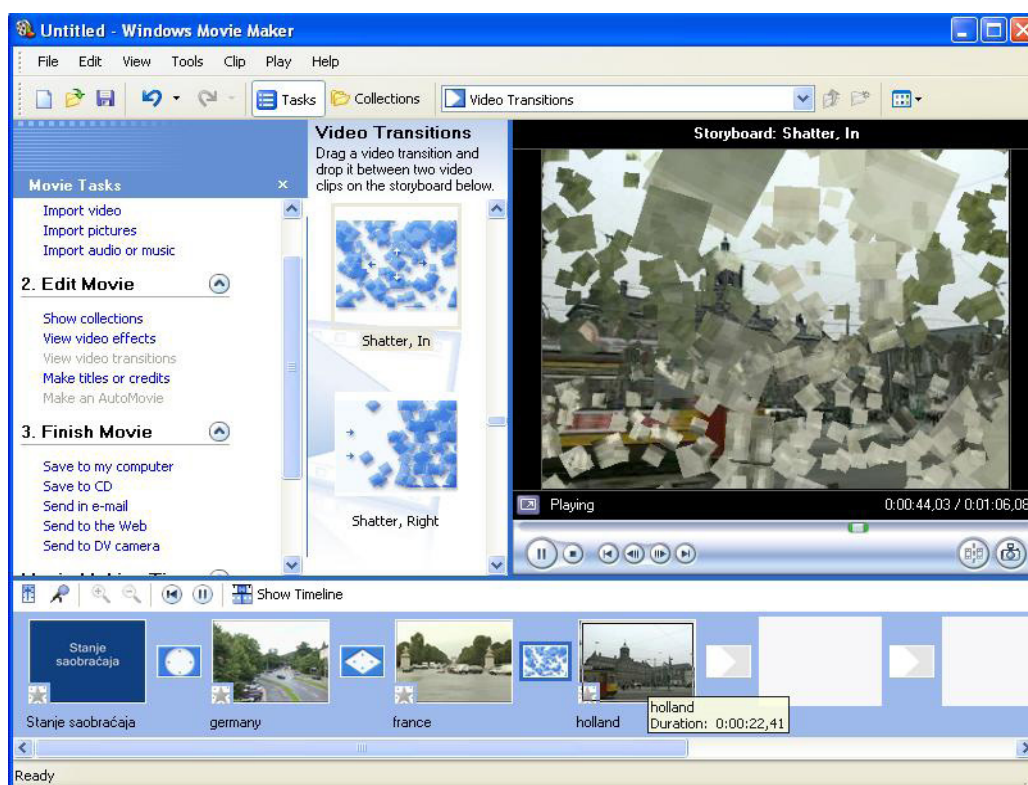 Untitled - Windows Movie Maker
File Edit View Tools Clip Play Help
Tasks Collections Video Transitions
Movie Tasks
Import video
Import pictures
Import audio or music
2. Edit Movie
Show collections
View video effects
View video transitions
Make titles or credits
Make an AutoMovie
3. Finish Movie
Save to my computer
Save to CD
Send in e-mail
Send to the Web
Send to DV camera
Video Transitions
Drag a video transition and
drop it between two video
clips on the storyboard below.
Shatter, In
Shatter, Right
Storyboard: Shatter, In
Playing 0:00:44,03 / 0:01:06,08
Show Timeline
Stanje
saobraćaja
Stanje saobraćaja germany france holland
holland
Duration: 0:00:22,41
Ready